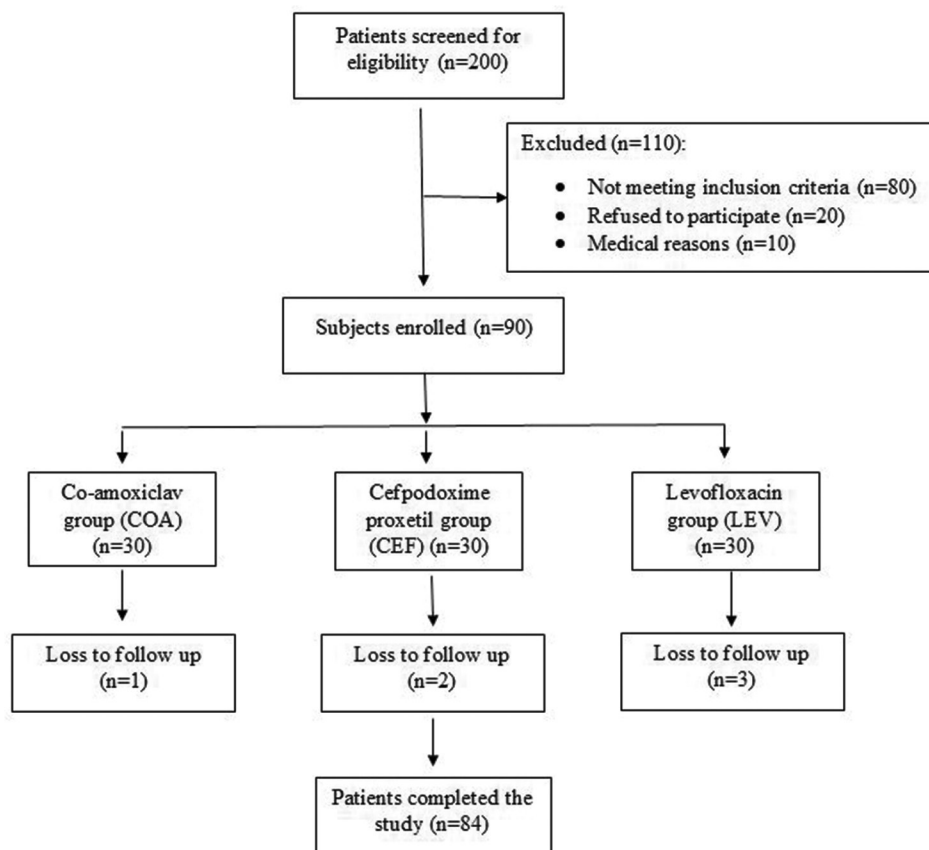 Patients screened for
eligibility (n=200)
Excluded (n=110):
• Not meeting inclusion criteria (n=80)
• Refused to participate (n=20)
• Medical reasons (n=10)
Subjects enrolled (n=90)
Co-amoxiclav
group (COA)
(n=30)
Cefpodoxime
proxetil group
(CEF) (n=30)
Levofloxacin
group (LEV)
(n=30)
Loss to follow up
(n=1)
Loss to follow up
(n=2)
Loss to follow up
(n=3)
Patients completed the
study (n=84)